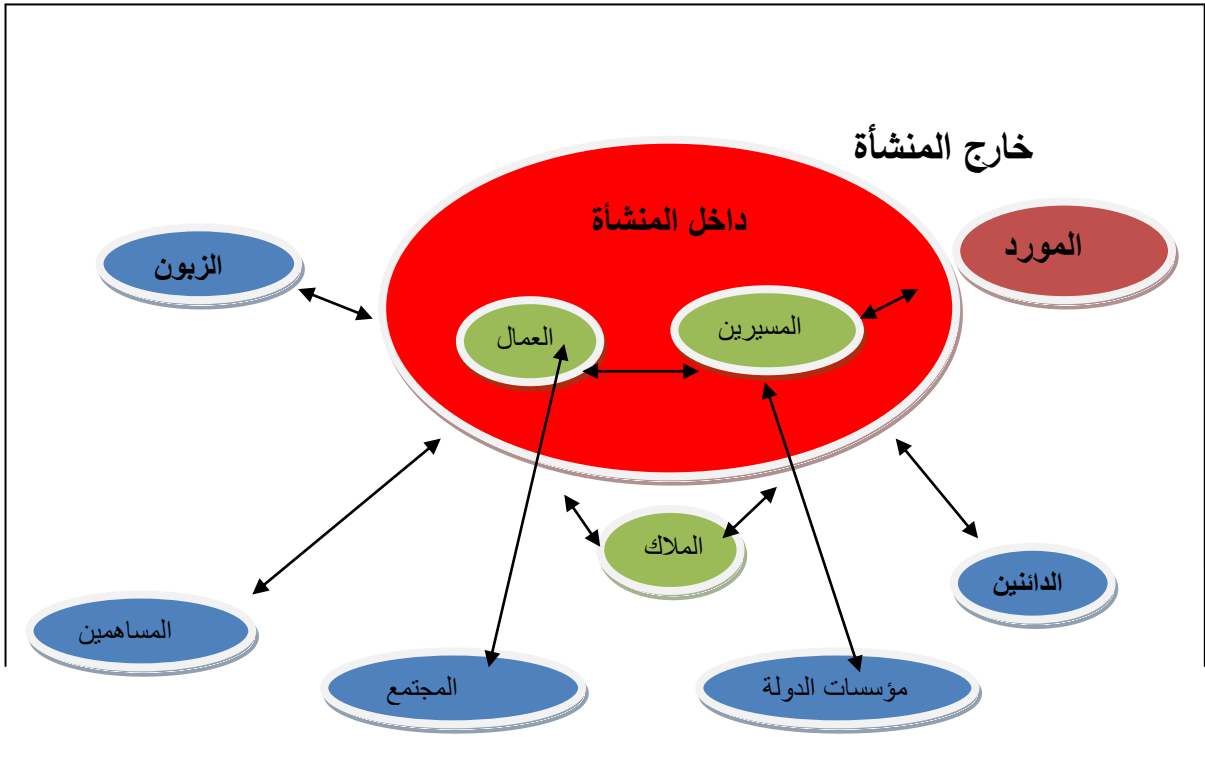 خارج المنشأة
داخل المنشأة
المورد
الزبون
المسيرين
العمال
الملاك
الدائنين
المساهمين
المجتمع
مؤسسات الدولة